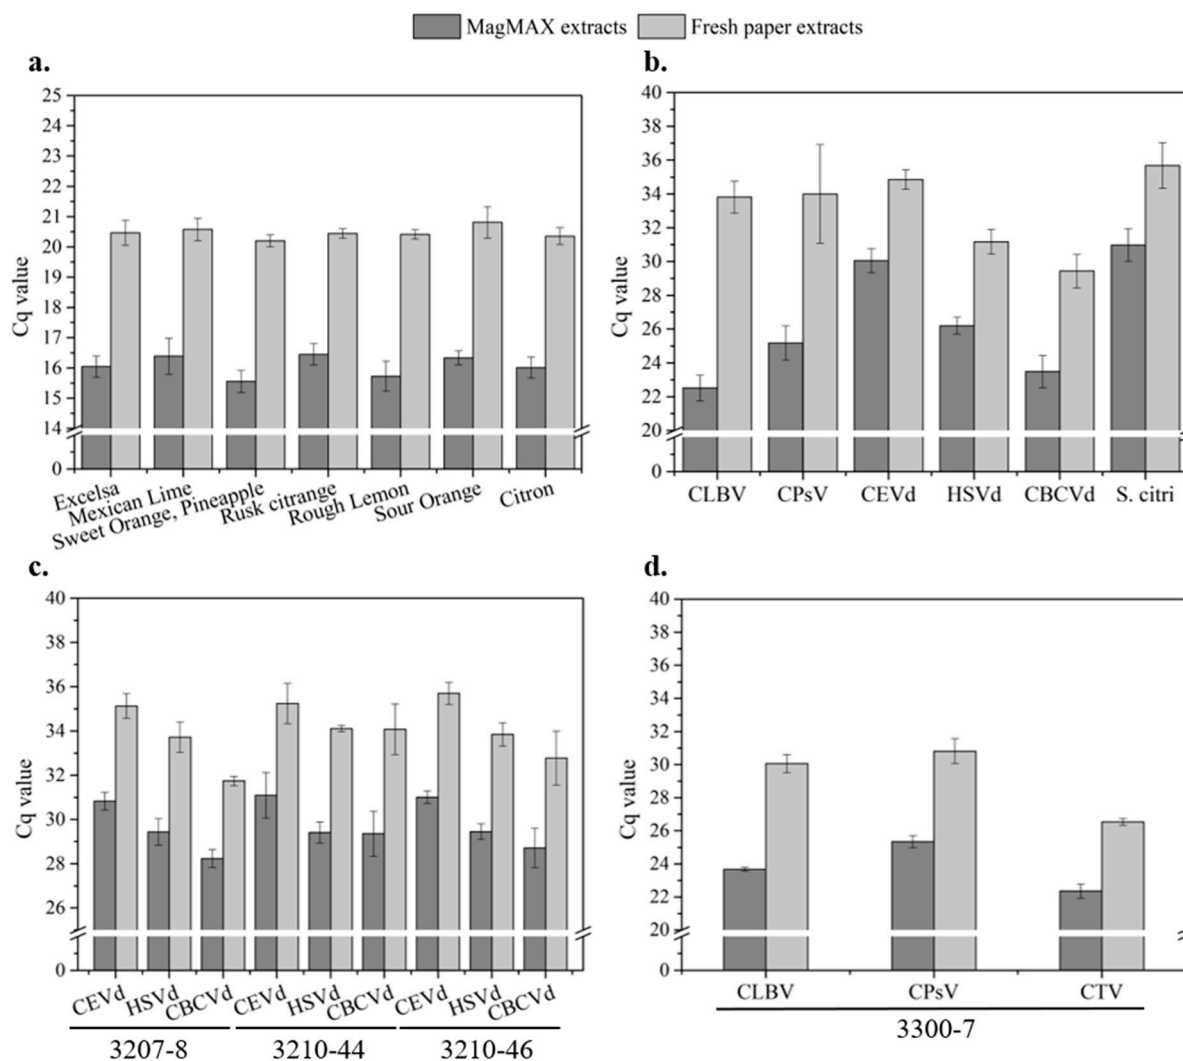 MagMAX extracts Fresh paper extracts
a.
25
24
23
22
21
20
19
18
17
16
15
14
0
Cq value
Excelsa
Mexican Lime
Sweet Orange, Pineapple
Rusk citrange
Rough Lemon
Sour Orange
Citron
b.
40
38
36
34
32
30
28
26
24
22
20
0
Cq value
CLBV CPsV CEVd HSVd CBCVd S. citri
c.
40
38
36
34
32
30
28
26
0
Cq value
CEVd HSVd CBCVd CEVd HSVd CBCVd CEVd HSVd CBCVd
3207-8 3210-44 3210-46
d.
40
38
36
34
32
30
28
26
24
22
20
0
Cq value
CLBV CPsV CTV
3300-7